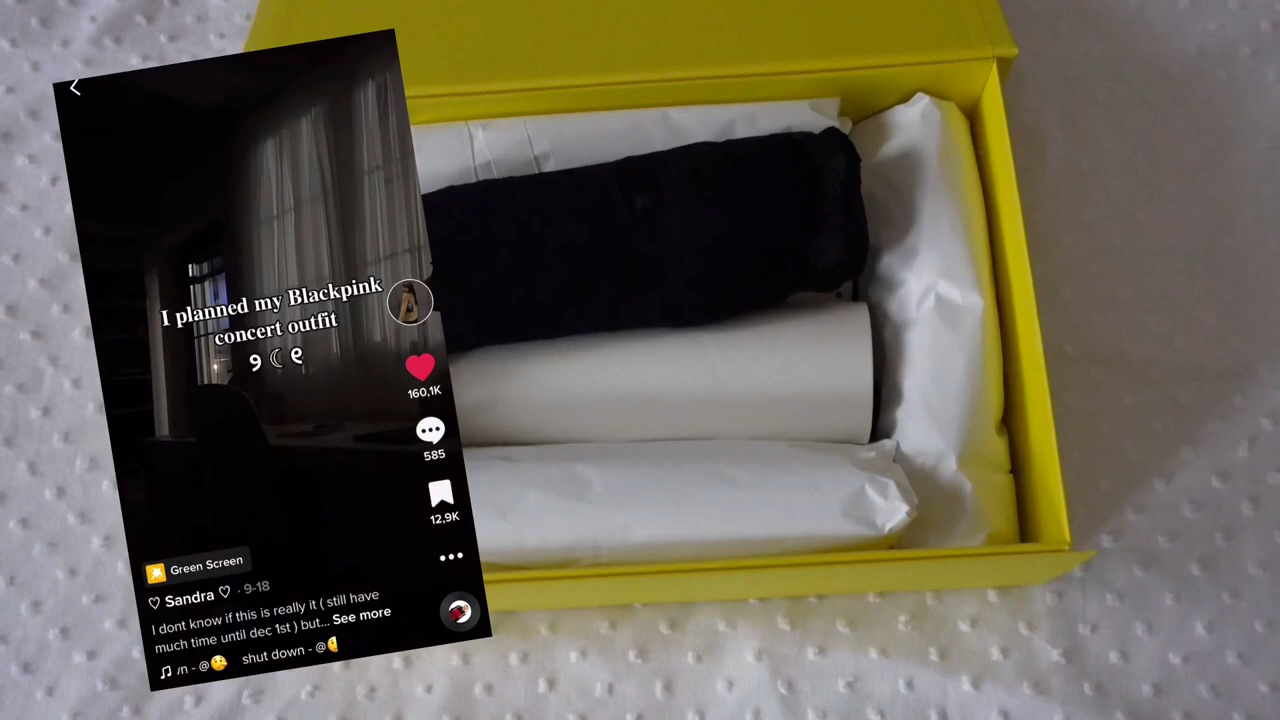 I planned my Blackpink
concert outfit
୨ ☾ ୧
160,1K
585
12,9K
Green Screen
♡ Sandra ♡ · 9-18
I dont know if this is really it ( still have
much time until dec 1st ) but... See more
n - @🤨 shut down - @